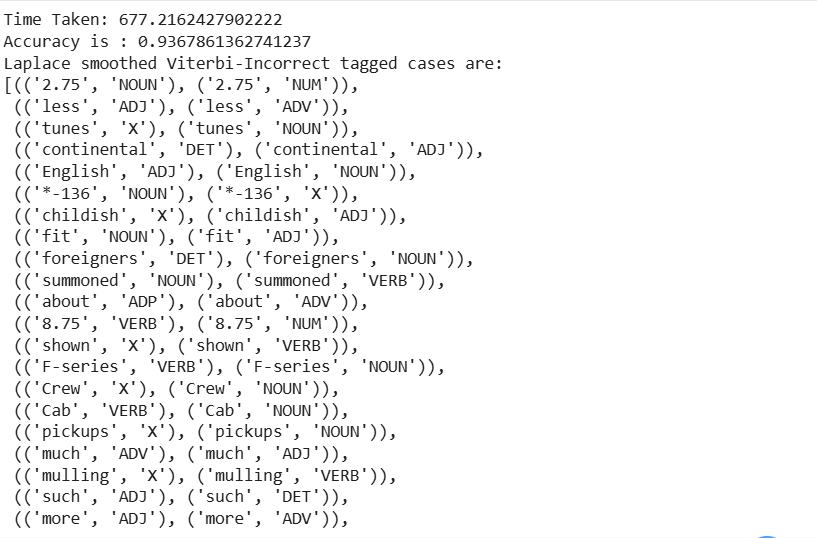 Time Taken: 677.2162427902222
Accuracy is : 0.9367861362741237
Laplace smoothed Viterbi-Incorrect tagged cases are:
[(('2.75', 'NOUN'), ('2.75', 'NUM')),
(('less', 'ADJ'), ('less', 'ADV')),
(('tunes', 'X'), ('tunes', 'NOUN')),
(('continental', 'DET'), ('continental', 'ADJ')),
(('English', 'ADJ'), ('English', 'NOUN')),
(('*-136', 'NOUN'), ('*-136', 'X')),
(('childish', 'X'), ('childish', 'ADJ')),
(('fit', 'NOUN'), ('fit', 'ADJ')),
(('foreigners', 'DET'), ('foreigners', 'NOUN')),
(('summoned', 'NOUN'), ('summoned', 'VERB')),
(('about', 'ADP'), ('about', 'ADV')),
(('8.75', 'VERB'), ('8.75', 'NUM')),
(('shown', 'X'), ('shown', 'VERB')),
(('F-series', 'VERB'), ('F-series', 'NOUN')),
(('Crew', 'X'), ('Crew', 'NOUN')),
(('Cab', 'VERB'), ('Cab', 'NOUN')),
(('pickups', 'X'), ('pickups', 'NOUN')),
(('much', 'ADV'), ('much', 'ADJ')),
(('mulling', 'X'), ('mulling', 'VERB')),
(('such', 'ADJ'), ('such', 'DET')),
(('more', 'ADJ'), ('more', 'ADV')),